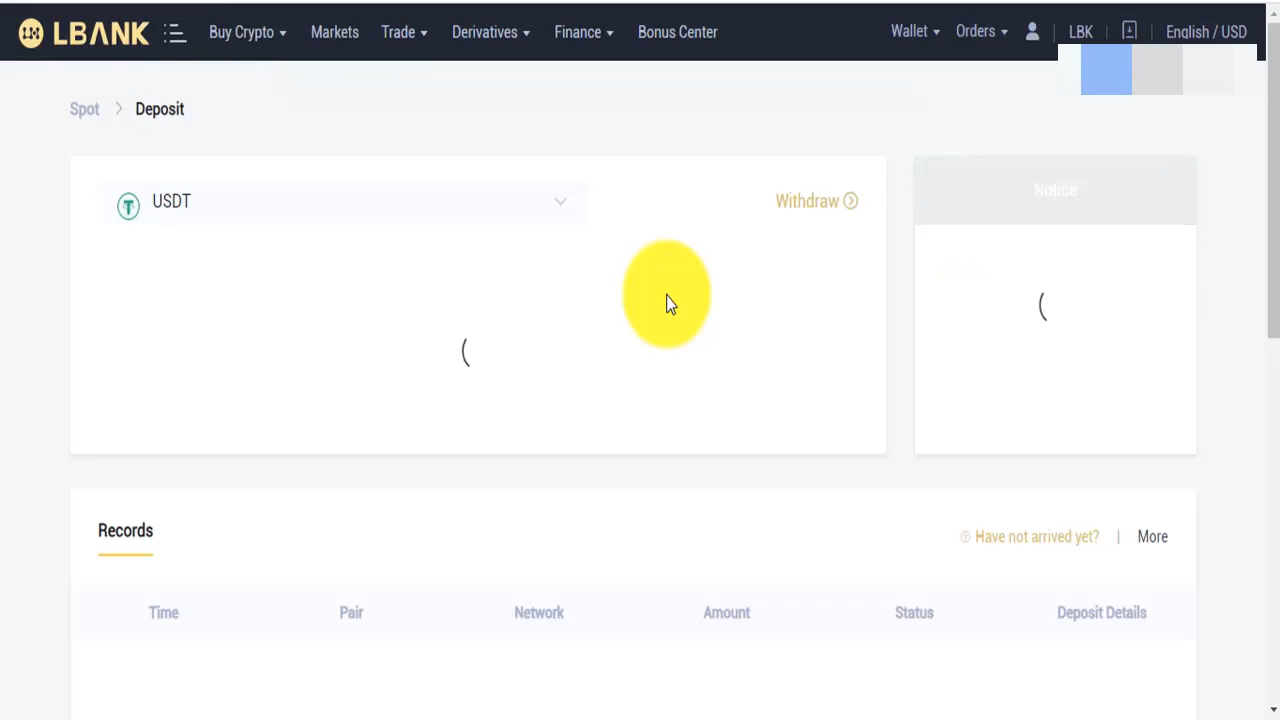 LBANK Buy Crypto Markets Trade Derivatives Finance Bonus Center Wallet Orders LBK English / USD
Spot > Deposit
USDT
Withdraw
Notice
Records
Have not arrived yet? | More
Time Pair Network Amount Status Deposit Details